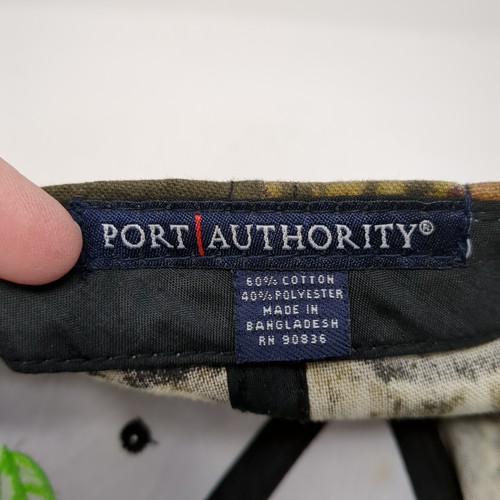 PORT AUTHORITY®
60% COTTON
40% POLYESTER
MADE IN
BANGLADESH
RN 90836